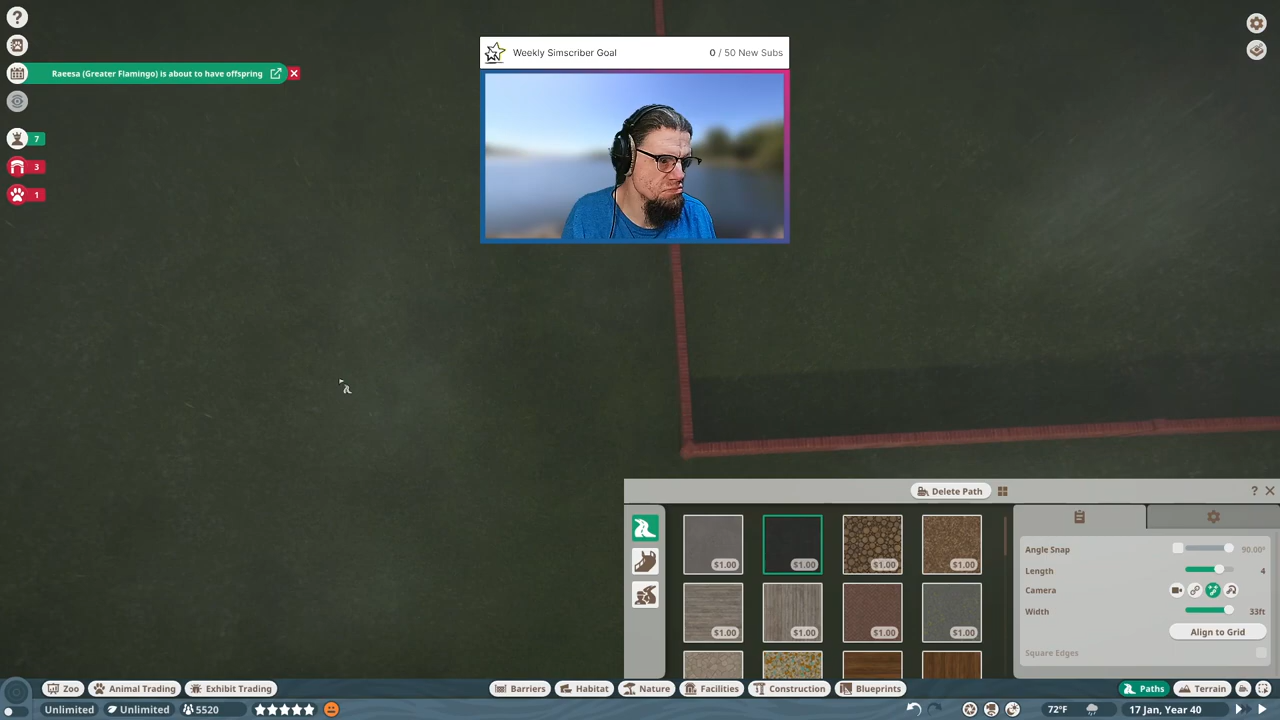 ?
Weekly Simscriber Goal 0 / 50 New Subs
Raeesa (Greater Flamingo) is about to have offspring
7
3
1
Delete Path
?
$1.00 $1.00 $1.00 $1.00
$1.00 $1.00 $1.00 $1.00
Angle Snap 90.00°
Length 4
Camera
Width 33ft
Align to Grid
Square Edges
Zoo Animal Trading Exhibit Trading Barriers Habitat Nature Facilities Construction Blueprints Paths Terrain
Unlimited Unlimited 5520 72°F 17 Jan, Year 40